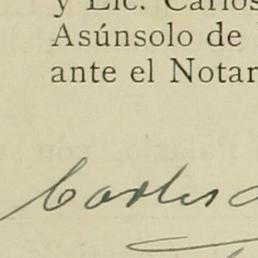 y Lic. Carlos
Asúnsolo de
ante el Notar
Carlos